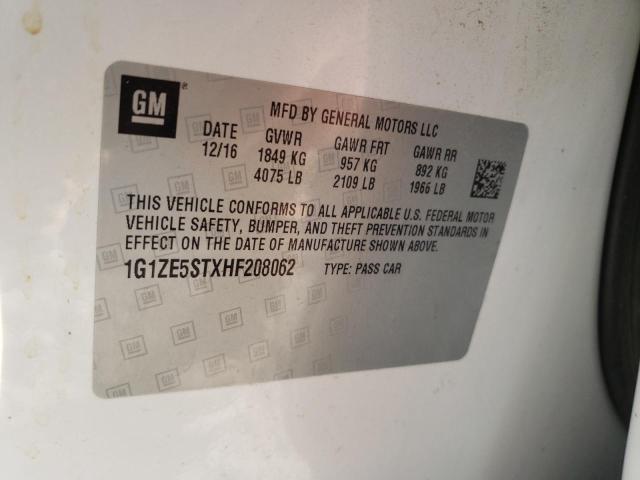 GM ®
MFD BY GENERAL MOTORS LLC
DATE GVWR GAWR FRT GAWR RR
12/16 1849 KG 957 KG 892 KG
4075 LB 2109 LB 1966 LB
THIS VEHICLE CONFORMS TO ALL APPLICABLE U.S. FEDERAL MOTOR
VEHICLE SAFETY, BUMPER, AND THEFT PREVENTION STANDARDS IN
EFFECT ON THE DATE OF MANUFACTURE SHOWN ABOVE.
1G1ZE5STXHF208062 TYPE: PASS CAR